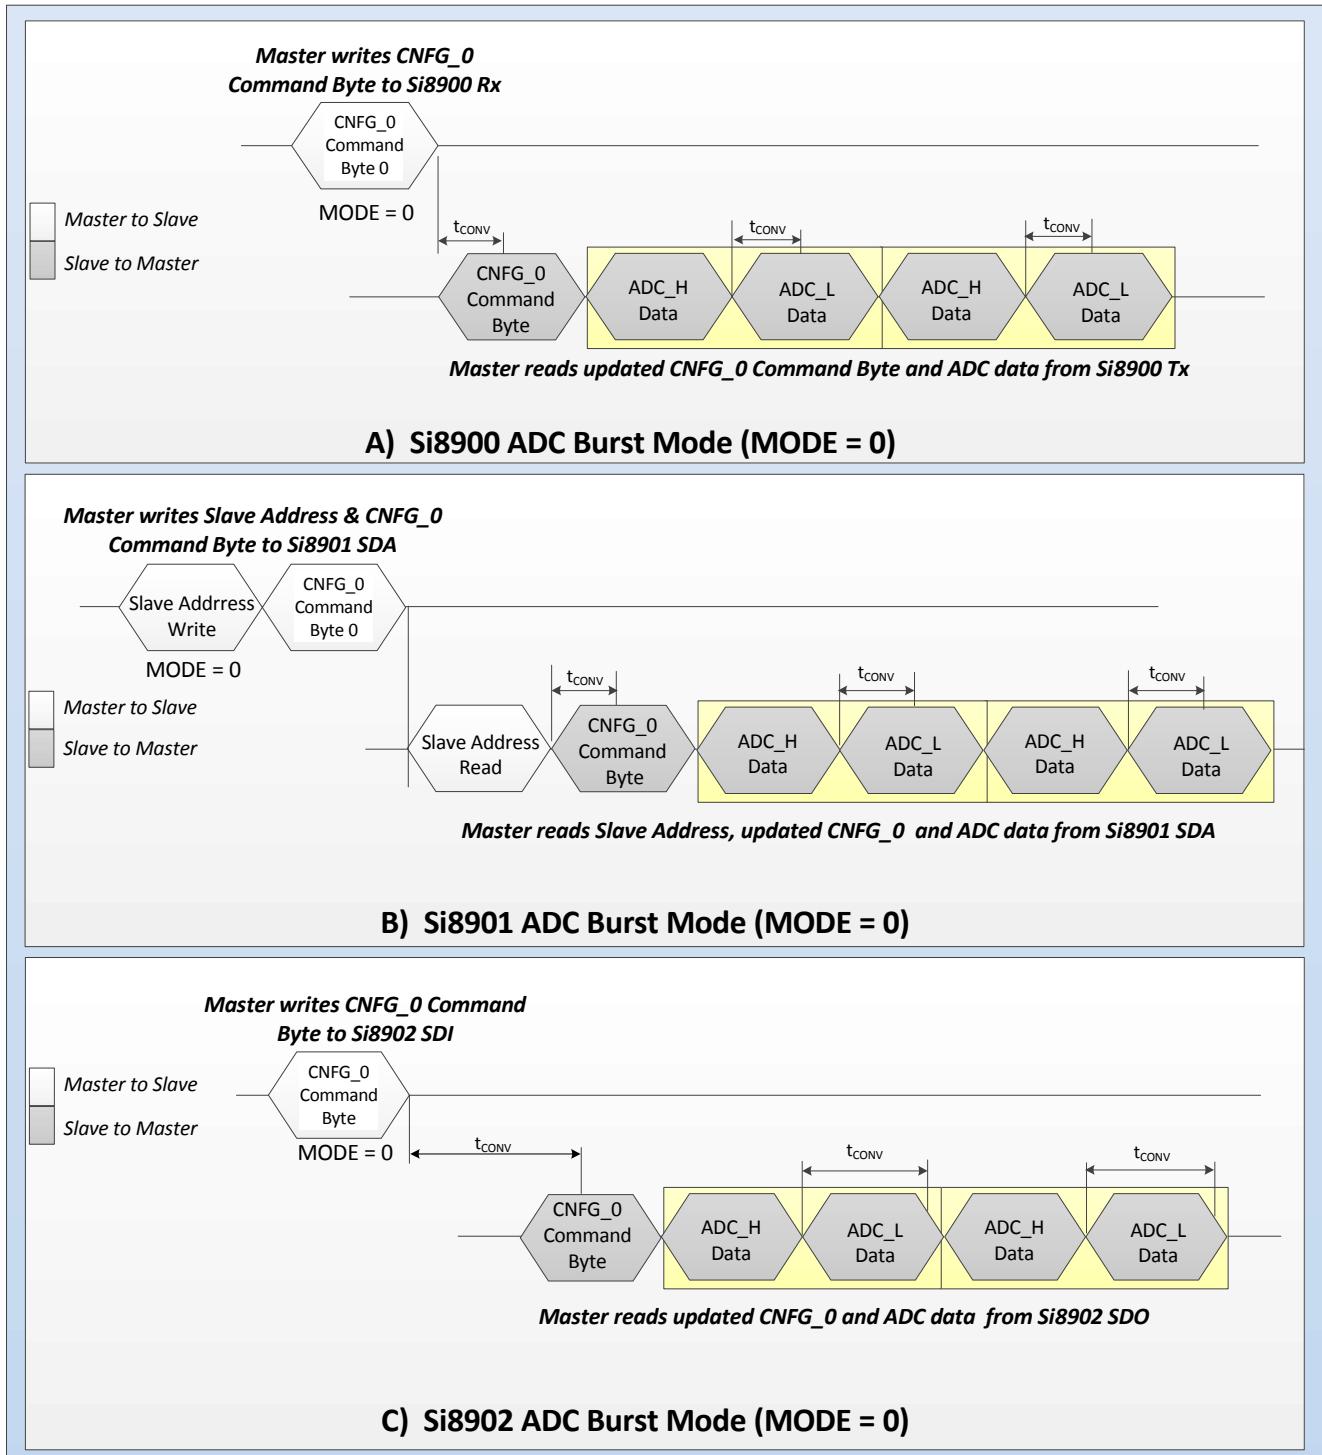 Master writes CNFG_0
Command Byte to Si8900 Rx
CNFG_0
Command
Byte 0
MODE = 0
Master to Slave
Slave to Master
tCONV
tCONV
tCONV
CNFG_0
Command
Byte
ADC_H
Data
ADC_L
Data
ADC_H
Data
ADC_L
Data
Master reads updated CNFG_0 Command Byte and ADC data from Si8900 Tx
A) Si8900 ADC Burst Mode (MODE = 0)
Master writes Slave Address & CNFG_0
Command Byte to Si8901 SDA
Slave Addrress
Write
CNFG_0
Command
Byte 0
MODE = 0
Master to Slave
Slave to Master
tCONV
tCONV
tCONV
Slave Address
Read
CNFG_0
Command
Byte
ADC_H
Data
ADC_L
Data
ADC_H
Data
ADC_L
Data
Master reads Slave Address, updated CNFG_0 and ADC data from Si8901 SDA
B) Si8901 ADC Burst Mode (MODE = 0)
Master writes CNFG_0 Command
Byte to Si8902 SDI
CNFG_0
Command
Byte
Master to Slave
Slave to Master
MODE = 0
tCONV
tCONV
tCONV
CNFG_0
Command
Byte
ADC_H
Data
ADC_L
Data
ADC_H
Data
ADC_L
Data
Master reads updated CNFG_0 and ADC data from Si8902 SDO
C) Si8902 ADC Burst Mode (MODE = 0)